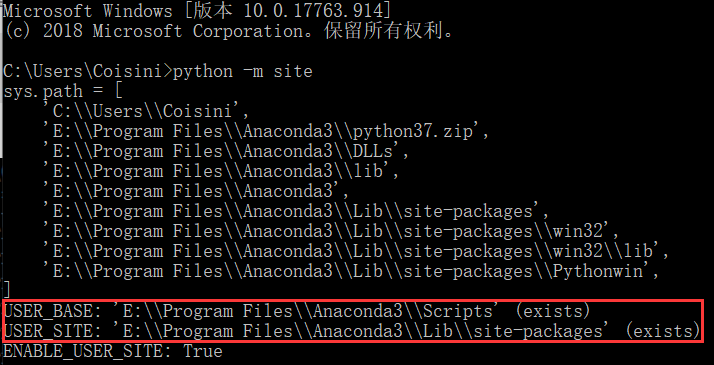 Microsoft Windows [版本 10.0.17763.914]
(c) 2018 Microsoft Corporation。保留所有权利。
C:\Users\Coisini>python -m site
sys.path = [
    'C:\\Users\\Coisini',
    'E:\\Program Files\\Anaconda3\\python37.zip',
    'E:\\Program Files\\Anaconda3\\DLLs',
    'E:\\Program Files\\Anaconda3\\lib',
    'E:\\Program Files\\Anaconda3',
    'E:\\Program Files\\Anaconda3\\Lib\\site-packages',
    'E:\\Program Files\\Anaconda3\\Lib\\site-packages\\win32',
    'E:\\Program Files\\Anaconda3\\Lib\\site-packages\\win32\\lib',
    'E:\\Program Files\\Anaconda3\\Lib\\site-packages\\Pythonwin',
]
USER_BASE: 'E:\\Program Files\\Anaconda3\\Scripts' (exists)
USER_SITE: 'E:\\Program Files\\Anaconda3\\Lib\\site-packages' (exists)
ENABLE_USER_SITE: True